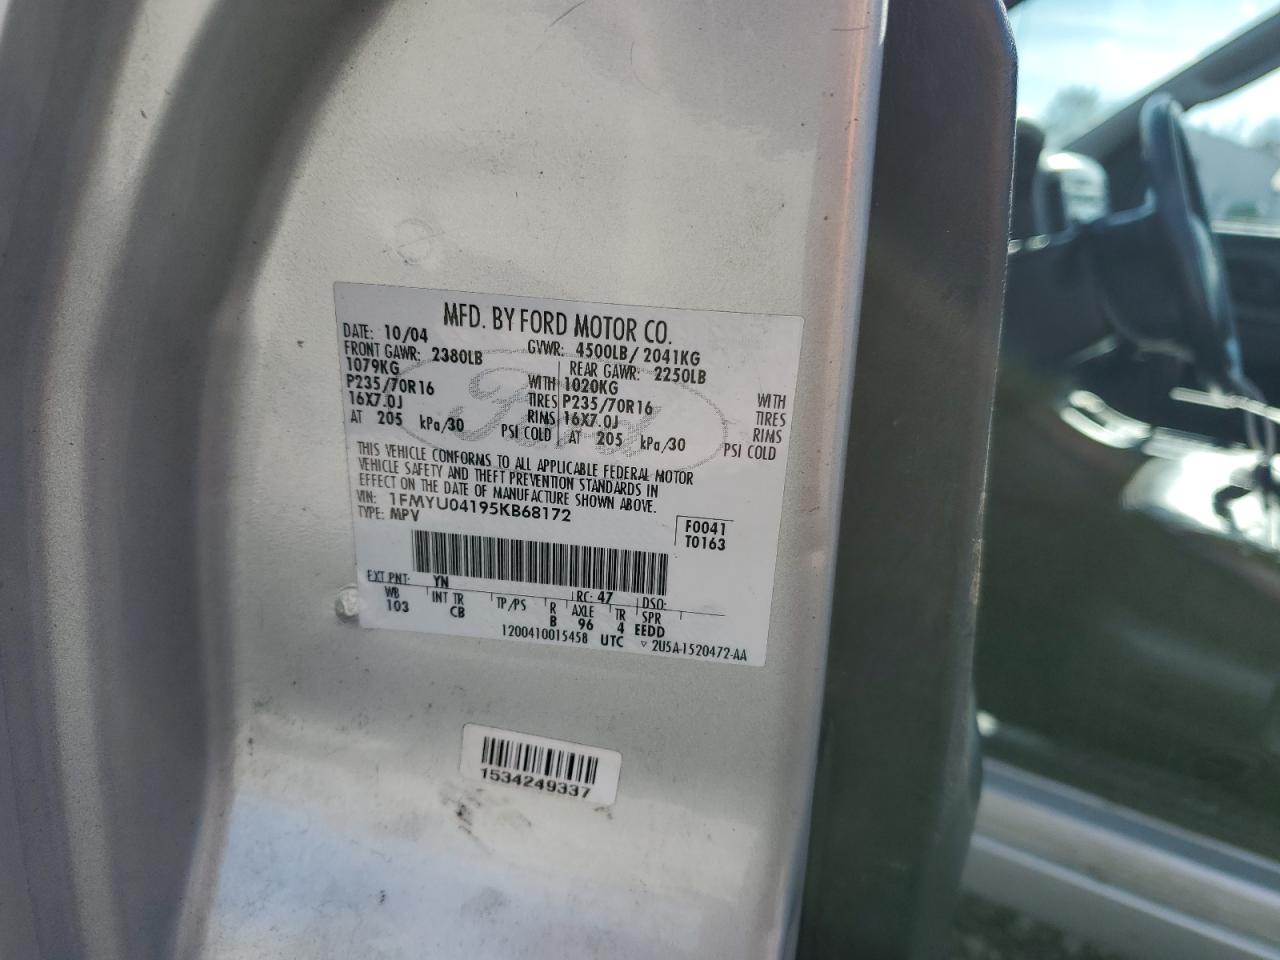 MFD. BY FORD MOTOR CO.
DATE: 10/04 GVWR: 4500LB/ 2041KG
FRONT GAWR: 2380LB REAR GAWR: 2250LB
1079KG WITH 1020KG WITH
P235/70R16 TIRES P235/70R16 TIRES
16X7.0J RIMS 16X7.0J RIMS
AT 205 kPa/30 PSI COLD AT 205 kPa/30 PSI COLD
Ford
THIS VEHICLE CONFORMS TO ALL APPLICABLE FEDERAL MOTOR
VEHICLE SAFETY AND THEFT PREVENTION STANDARDS IN
EFFECT ON THE DATE OF MANUFACTURE SHOWN ABOVE.
VIN: 1FMYU04195KB68172
TYPE: MPV
F0041
T0163
EXT PNT: YN RC: 47 DSO:
WB INT TR TP/PS R AXLE TR SPR
103 CB B 96 4 EEDD
1200410015458 UTC ▿ 2U5A-1520472-AA
1534249337